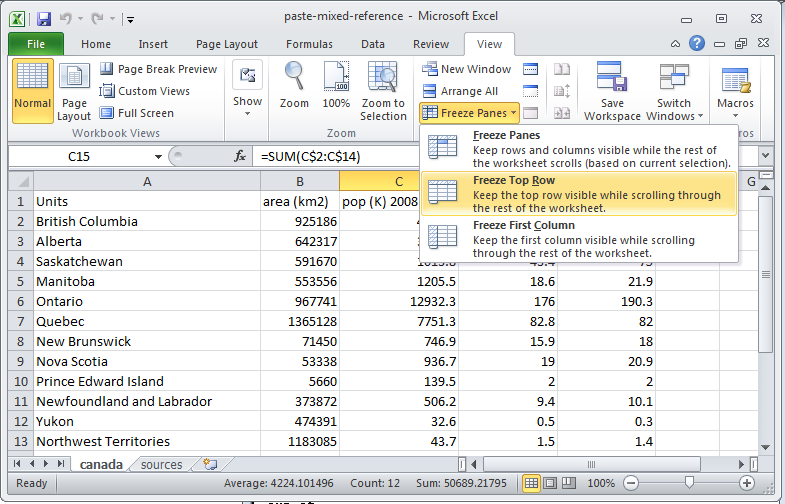 paste-mixed-reference - Microsoft Excel
File Home Insert Page Layout Formulas Data Review View
Normal
Page Layout
Page Break Preview
Custom Views
Full Screen
Workbook Views
Show
Zoom
100%
Zoom to Selection
Zoom
New Window
Arrange All
Freeze Panes
Save Workspace
Switch Windows
Macros
ros
Freeze Panes
Keep rows and columns visible while the rest of
the worksheet scrolls (based on current selection).
Freeze Top Row
Keep the top row visible while scrolling through
the rest of the worksheet.
Freeze First Column
Keep the first column visible while scrolling
through the rest of the worksheet.
C15 fx =SUM(C$2:C$14)
A B C G
1 Units area (km2) pop (K) 2008
2 British Columbia 925186
3 Alberta 642317
4 Saskatchewan 591670
5 Manitoba 553556 1205.5 18.6 21.9
6 Ontario 967741 12932.3 176 190.3
7 Quebec 1365128 7751.3 82.8 82
8 New Brunswick 71450 746.9 15.9 18
9 Nova Scotia 53338 936.7 19 20.9
10 Prince Edward Island 5660 139.5 2 2
11 Newfoundland and Labrador 373872 506.2 9.4 10.1
12 Yukon 474391 32.6 0.5 0.3
13 Northwest Territories 1183085 43.7 1.5 1.4
canada sources
Ready Average: 4224.101496 Count: 12 Sum: 50689.21795 100%